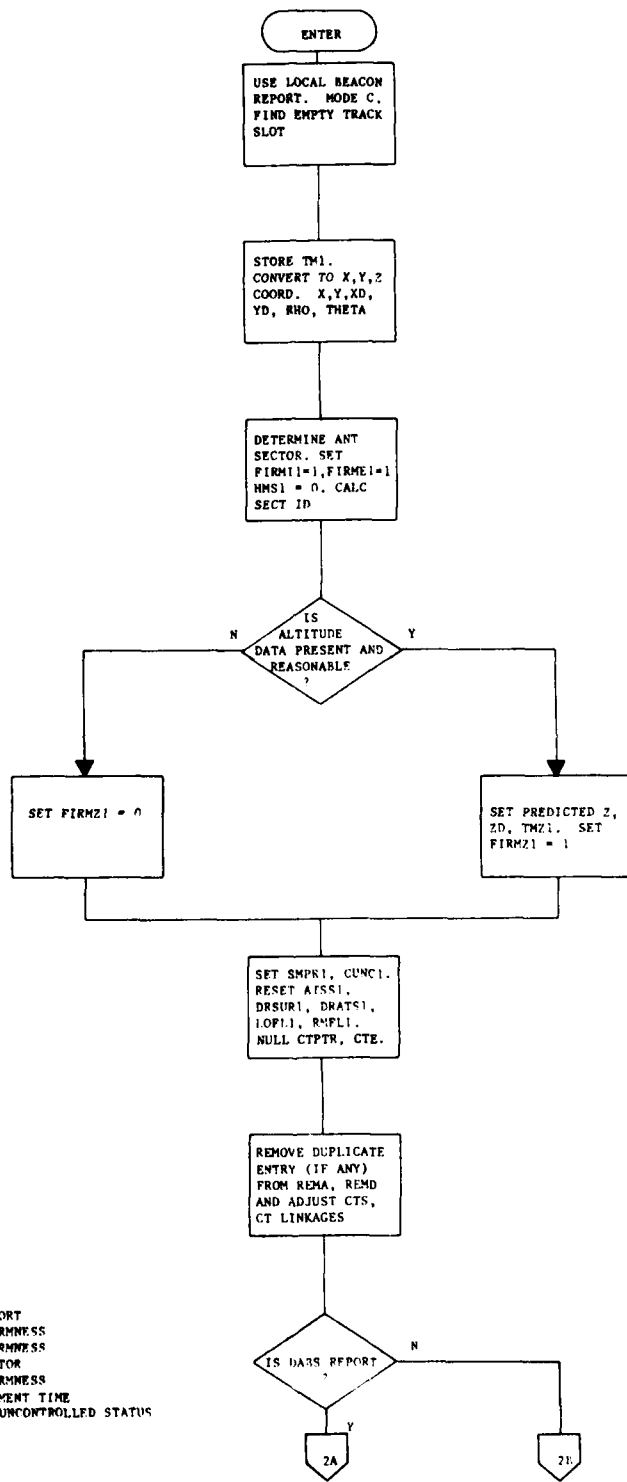 ENTER
USE LOCAL BEACON
REPORT. MODE C.
FIND EMPTY TRACK
SLOT
STORE TM1.
CONVERT TO X,Y,Z
COORD. X,Y,XD,
YD, RHO, THETA
DETERMINE ANT
SECTOR. SET
FIRMI1=1,FIRME1=1
HMS1 = 0. CALC
SECT ID
IS
ALTITUDE
DATA PRESENT AND
REASONABLE
?
N
Y
SET FIRMZ1 = 0
SET PREDICTED Z,
ZD, TMZ1. SET
FIRMZ1 = 1
SET SMPR1, CUNC1.
RESET AISS1,
DRSUR1, DRATS1,
LOFL1, RMFL1.
NULL CTPTR, CTE.
REMOVE DUPLICATE
ENTRY (IF ANY)
FROM REMA, REMD
AND ADJUST CTS,
CT LINKAGES
ORT
RMNESS
RMNESS
TOR
RMNESS
MENT TIME
UNCONTROLLED STATUS
IS DABS REPORT
?
N
Y
2A
2B